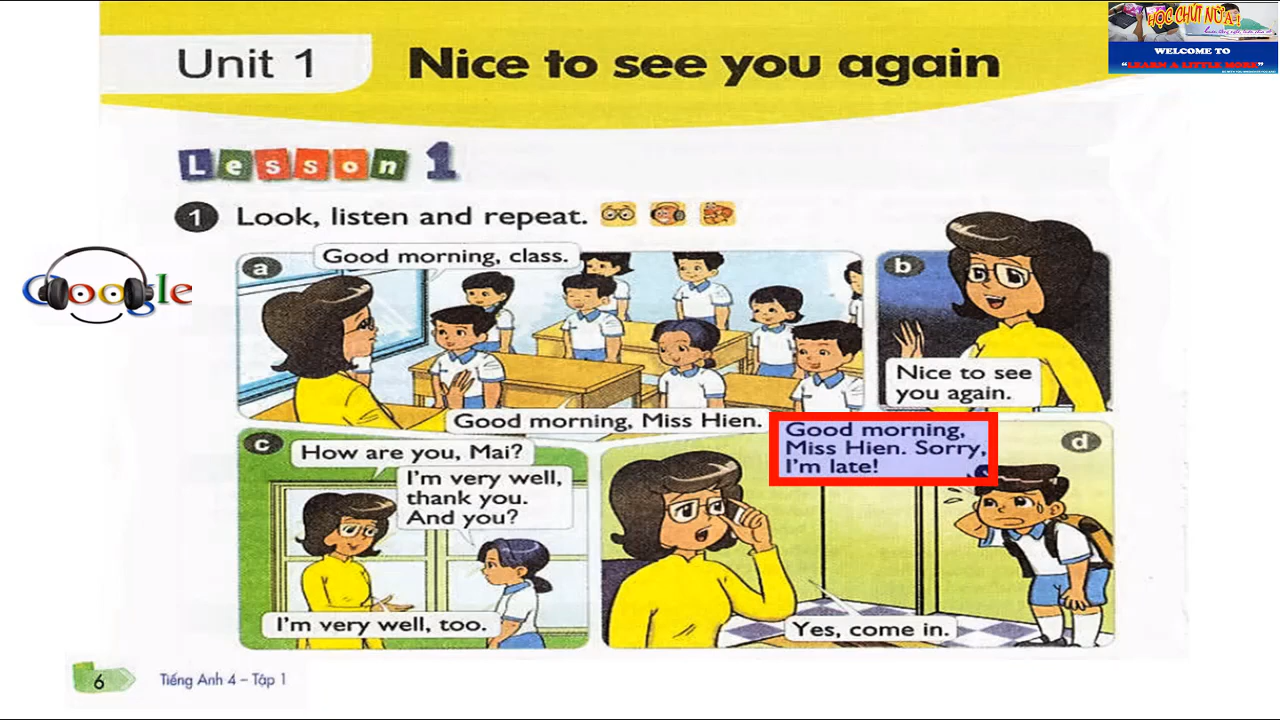 HỌC CHÚT NỮA!
WELCOME TO
"LEARN A LITTLE MORE"
Unit 1
Nice to see you again
Lesson 1
1 Look, listen and repeat.
Google
a
Good morning, class.
Good morning, Miss Hien.
b
Nice to see
you again.
c
How are you, Mai?
I'm very well,
thank you.
And you?
I'm very well, too.
d
Good morning,
Miss Hien. Sorry,
I'm late!
Yes, come in.
6
Tiếng Anh 4 – Tập 1